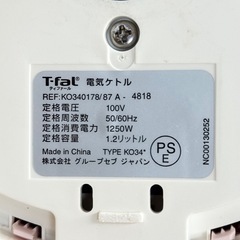 T-fal 電気ケトル
ティファール
REF:KO340178/87 A - 4818
定格電圧： 100V
定格周波数： 50/60Hz
定格消費電力： 1250W
定格容量： 1.2リットル
Made in China TYPE KO34*
株式会社 グループセブ ジャパン
PS
E
NC00130252